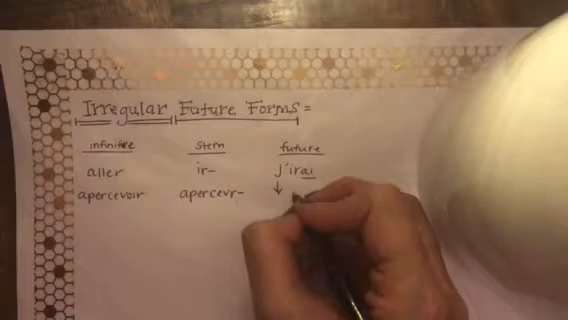 Irregular Future Forms =
infinitive stem future
aller ir- j'irai
apercevoir apercevr- ↓